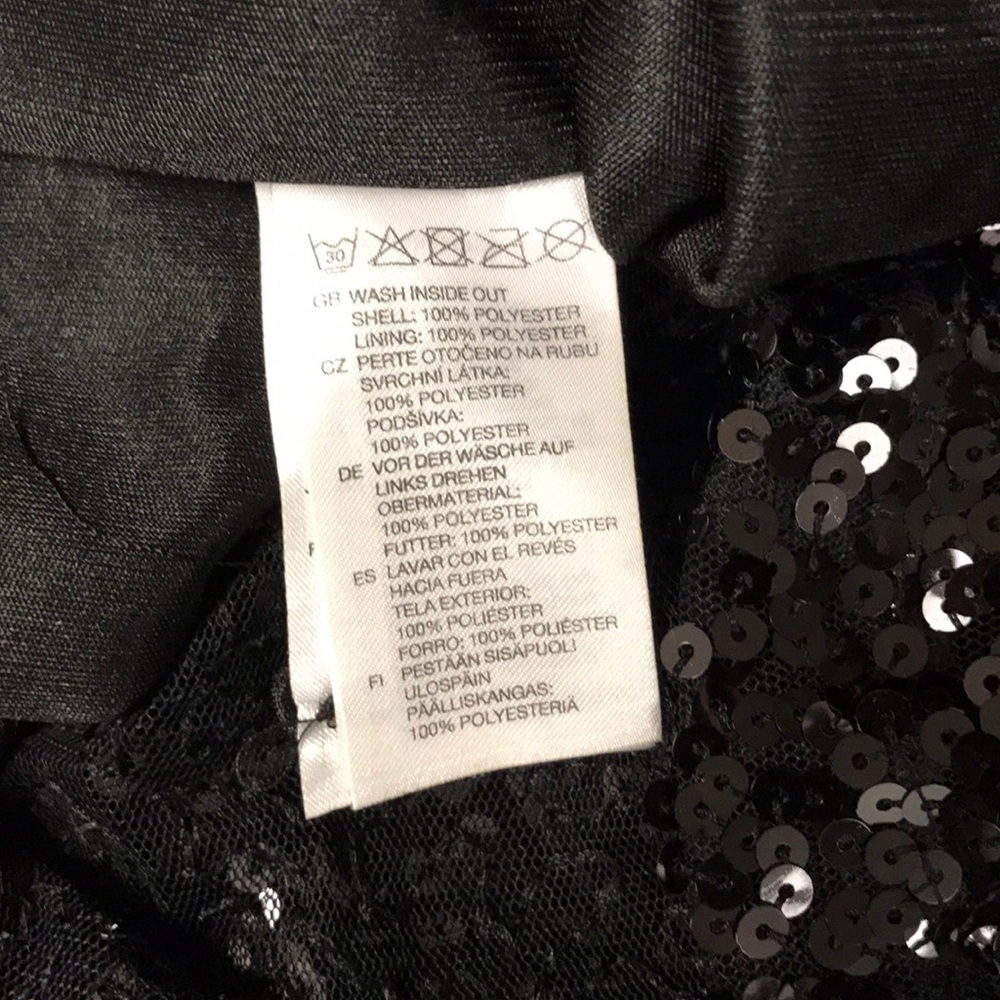 30
GB WASH INSIDE OUT
SHELL: 100% POLYESTER
LINING: 100% POLYESTER
CZ PERTE OTOČENO NA RUBU
SVRCHNÍ LÁTKA:
100% POLYESTER
PODŠÍVKA:
100% POLYESTER
DE VOR DER WÄSCHE AUF
LINKS DREHEN
OBERMATERIAL:
100% POLYESTER
FUTTER: 100% POLYESTER
ES LAVAR CON EL REVÉS
HACIA FUERA
TELA EXTERIOR:
100% POLIÉSTER
FORRO: 100% POLIÉSTER
FI PESTÄÄN SISÄPUOLI
ULOSPÄIN
PÄÄLLISKANGAS:
100% POLYESTERIÄ